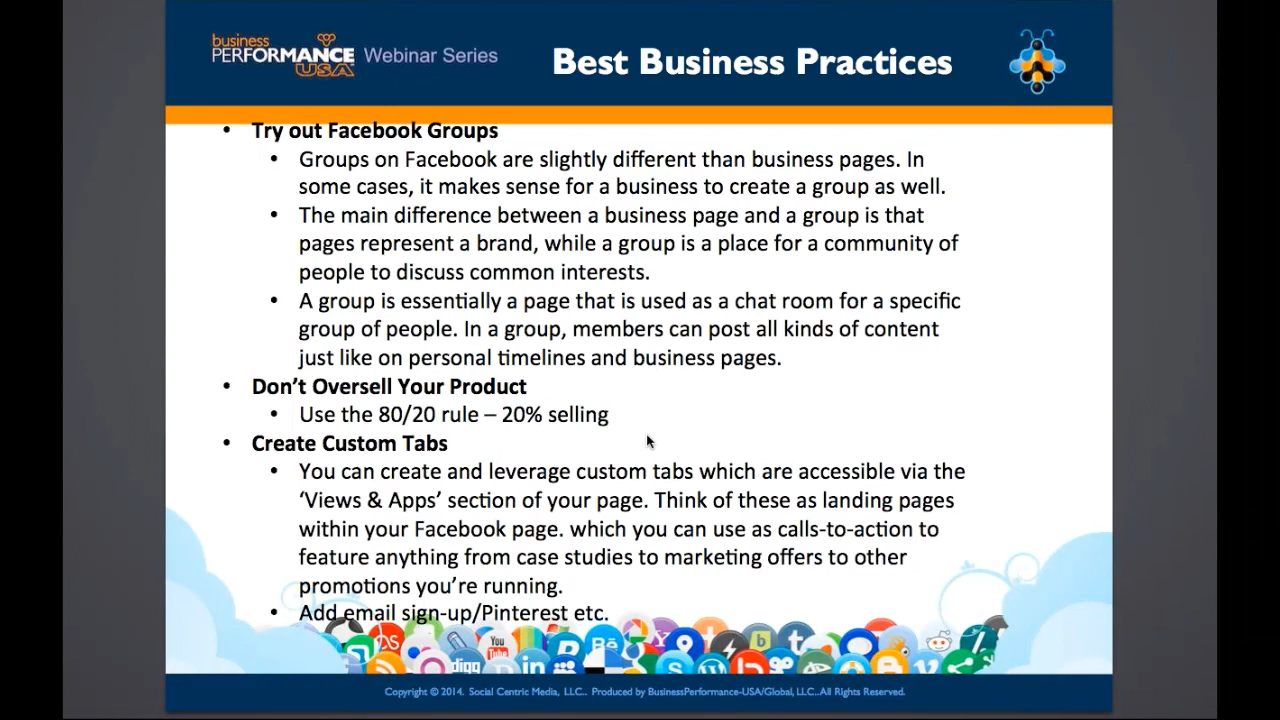 business
PERFORMANCE
USA
Webinar Series
Best Business Practices
• Try out Facebook Groups
• Groups on Facebook are slightly different than business pages. In
some cases, it makes sense for a business to create a group as well.
• The main difference between a business page and a group is that
pages represent a brand, while a group is a place for a community of
people to discuss common interests.
• A group is essentially a page that is used as a chat room for a specific
group of people. In a group, members can post all kinds of content
just like on personal timelines and business pages.
• Don’t Oversell Your Product
• Use the 80/20 rule – 20% selling
• Create Custom Tabs
• You can create and leverage custom tabs which are accessible via the
‘Views & Apps’ section of your page. Think of these as landing pages
within your Facebook page. which you can use as calls-to-action to
feature anything from case studies to marketing offers to other
promotions you’re running.
• Add email sign-up/Pinterest etc.
You
Tube
Bē
digg
in
Copyright © 2014. Social Centric Media, LLC.. Produced by BusinessPerformance-USA/Global, LLC..All Rights Reserved.